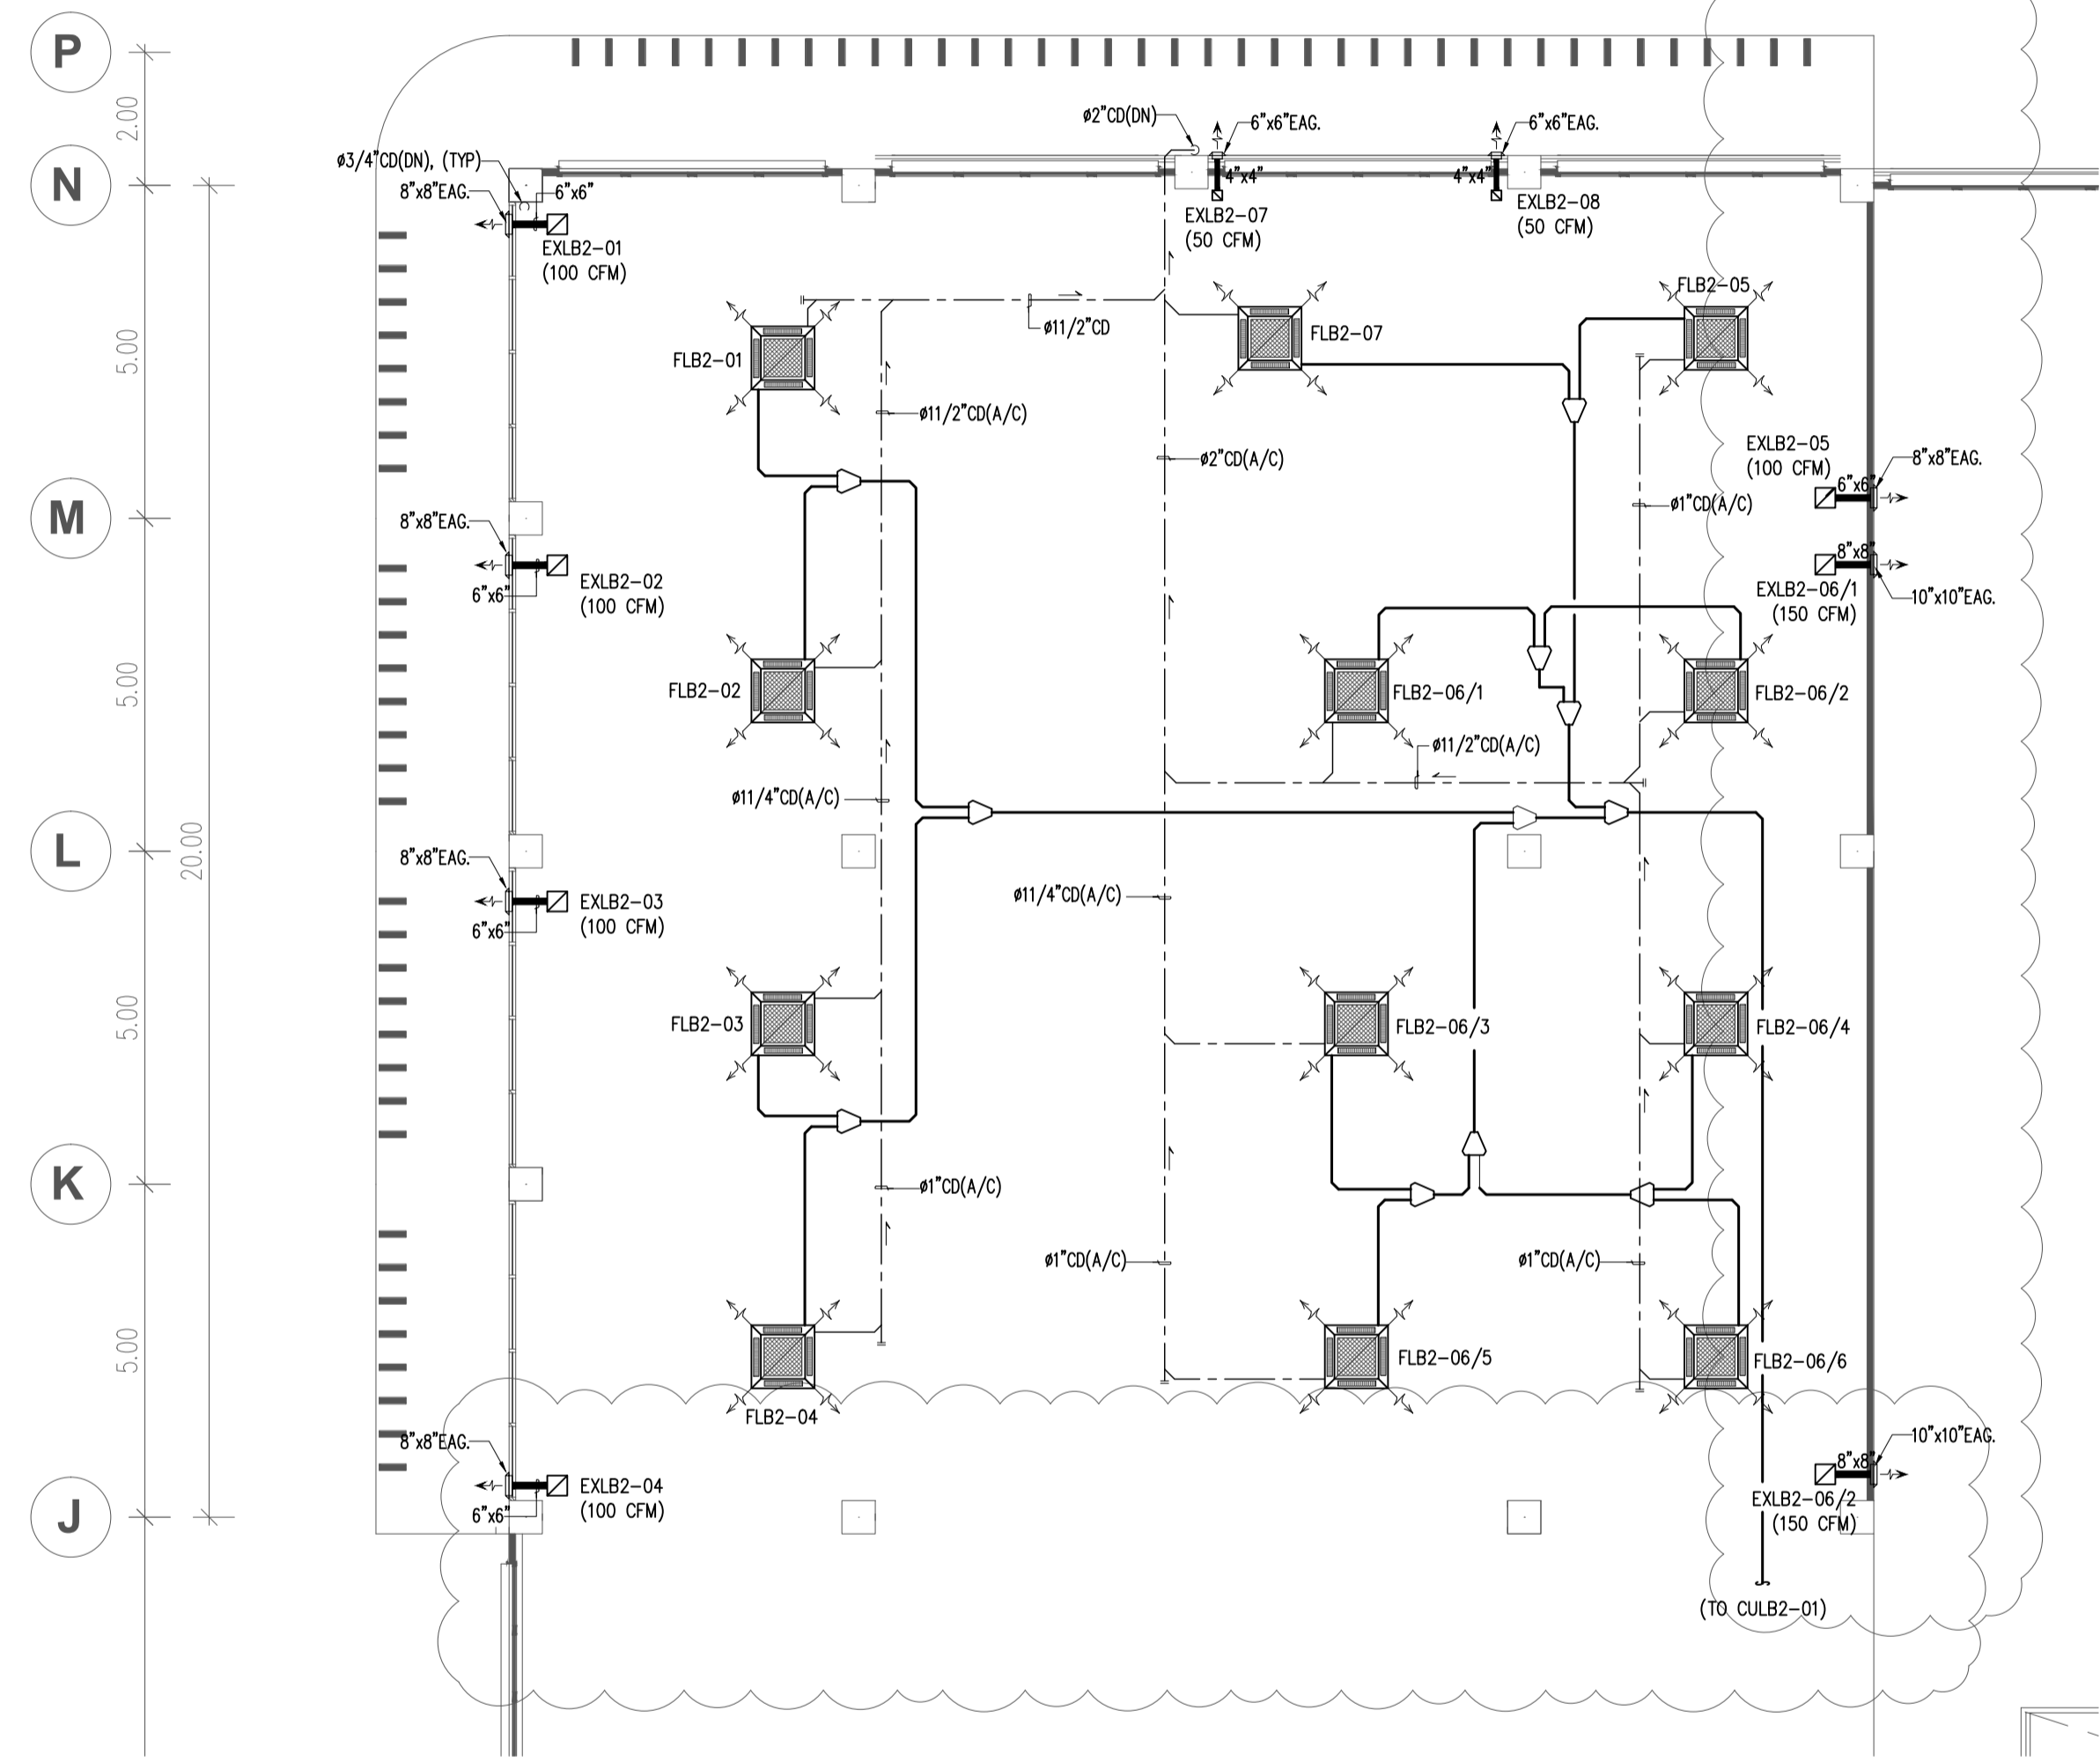 P
2.00
ø2"CD(DN)
6"x6"EAG.
6"x6"EAG.
ø3/4"CD(DN), (TYP)
N
8"x8"EAG.
6"x6"
4"x4"
4"x4"
EXLB2-07
(50 CFM)
EXLB2-08
(50 CFM)
EXLB2-01
(100 CFM)
FLB2-05
ø11/2"CD
FLB2-07
5.00
FLB2-01
ø11/2"CD(A/C)
ø2"CD(A/C)
EXLB2-05
(100 CFM)
8"x8"EAG.
6"x6"
ø1"CD(A/C)
M
8"x8"EAG.
8"x8"
EXLB2-02
(100 CFM)
6"x6"
EXLB2-06/1
(150 CFM)
10"x10"EAG.
5.00
FLB2-02
FLB2-06/1
FLB2-06/2
ø11/2"CD(A/C)
ø11/4"CD(A/C)
L
20.00
8"x8"EAG.
ø11/4"CD(A/C)
EXLB2-03
(100 CFM)
6"x6"
5.00
FLB2-03
FLB2-06/3
FLB2-06/4
K
ø1"CD(A/C)
ø1"CD(A/C)
ø1"CD(A/C)
5.00
FLB2-06/5
FLB2-06/6
FLB2-04
8"x8"EAG.
10"x10"EAG.
8"x8"
EXLB2-04
(100 CFM)
6"x6"
EXLB2-06/2
(150 CFM)
J
(TO CULB2-01)